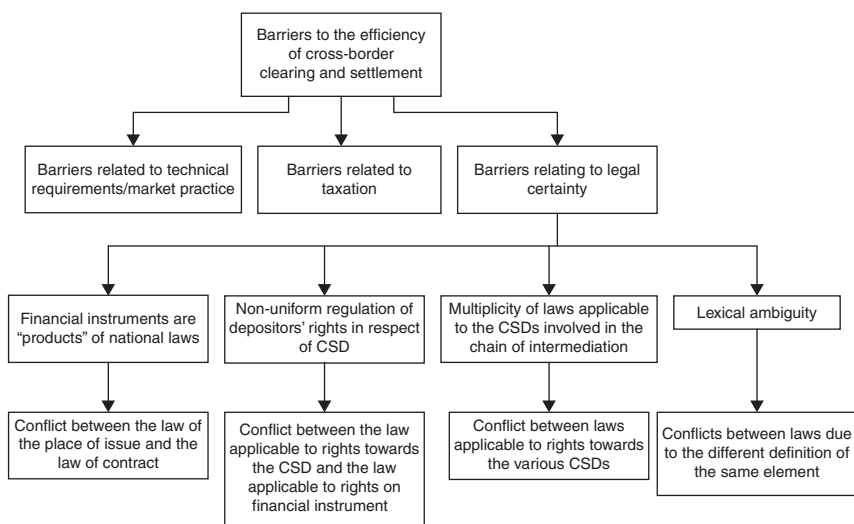 Barriers to the efficiency
of cross-border
clearing and settlement
Barriers related to technical
requirements/market practice
Barriers related to
taxation
Barriers relating to legal
certainty
Financial instruments are
“products” of national laws
Non-uniform regulation of
depositors’ rights in respect
of CSD
Multiplicity of laws applicable
to the CSDs involved in the
chain of intermediation
Lexical ambiguity
Conflict between the law of
the place of issue and the
law of contract
Conflict between the law
applicable to rights towards
the CSD and the law
applicable to rights on
financial instrument
Conflict between laws
applicable to rights towards
the various CSDs
Conflicts between laws due
to the different definition of
the same element